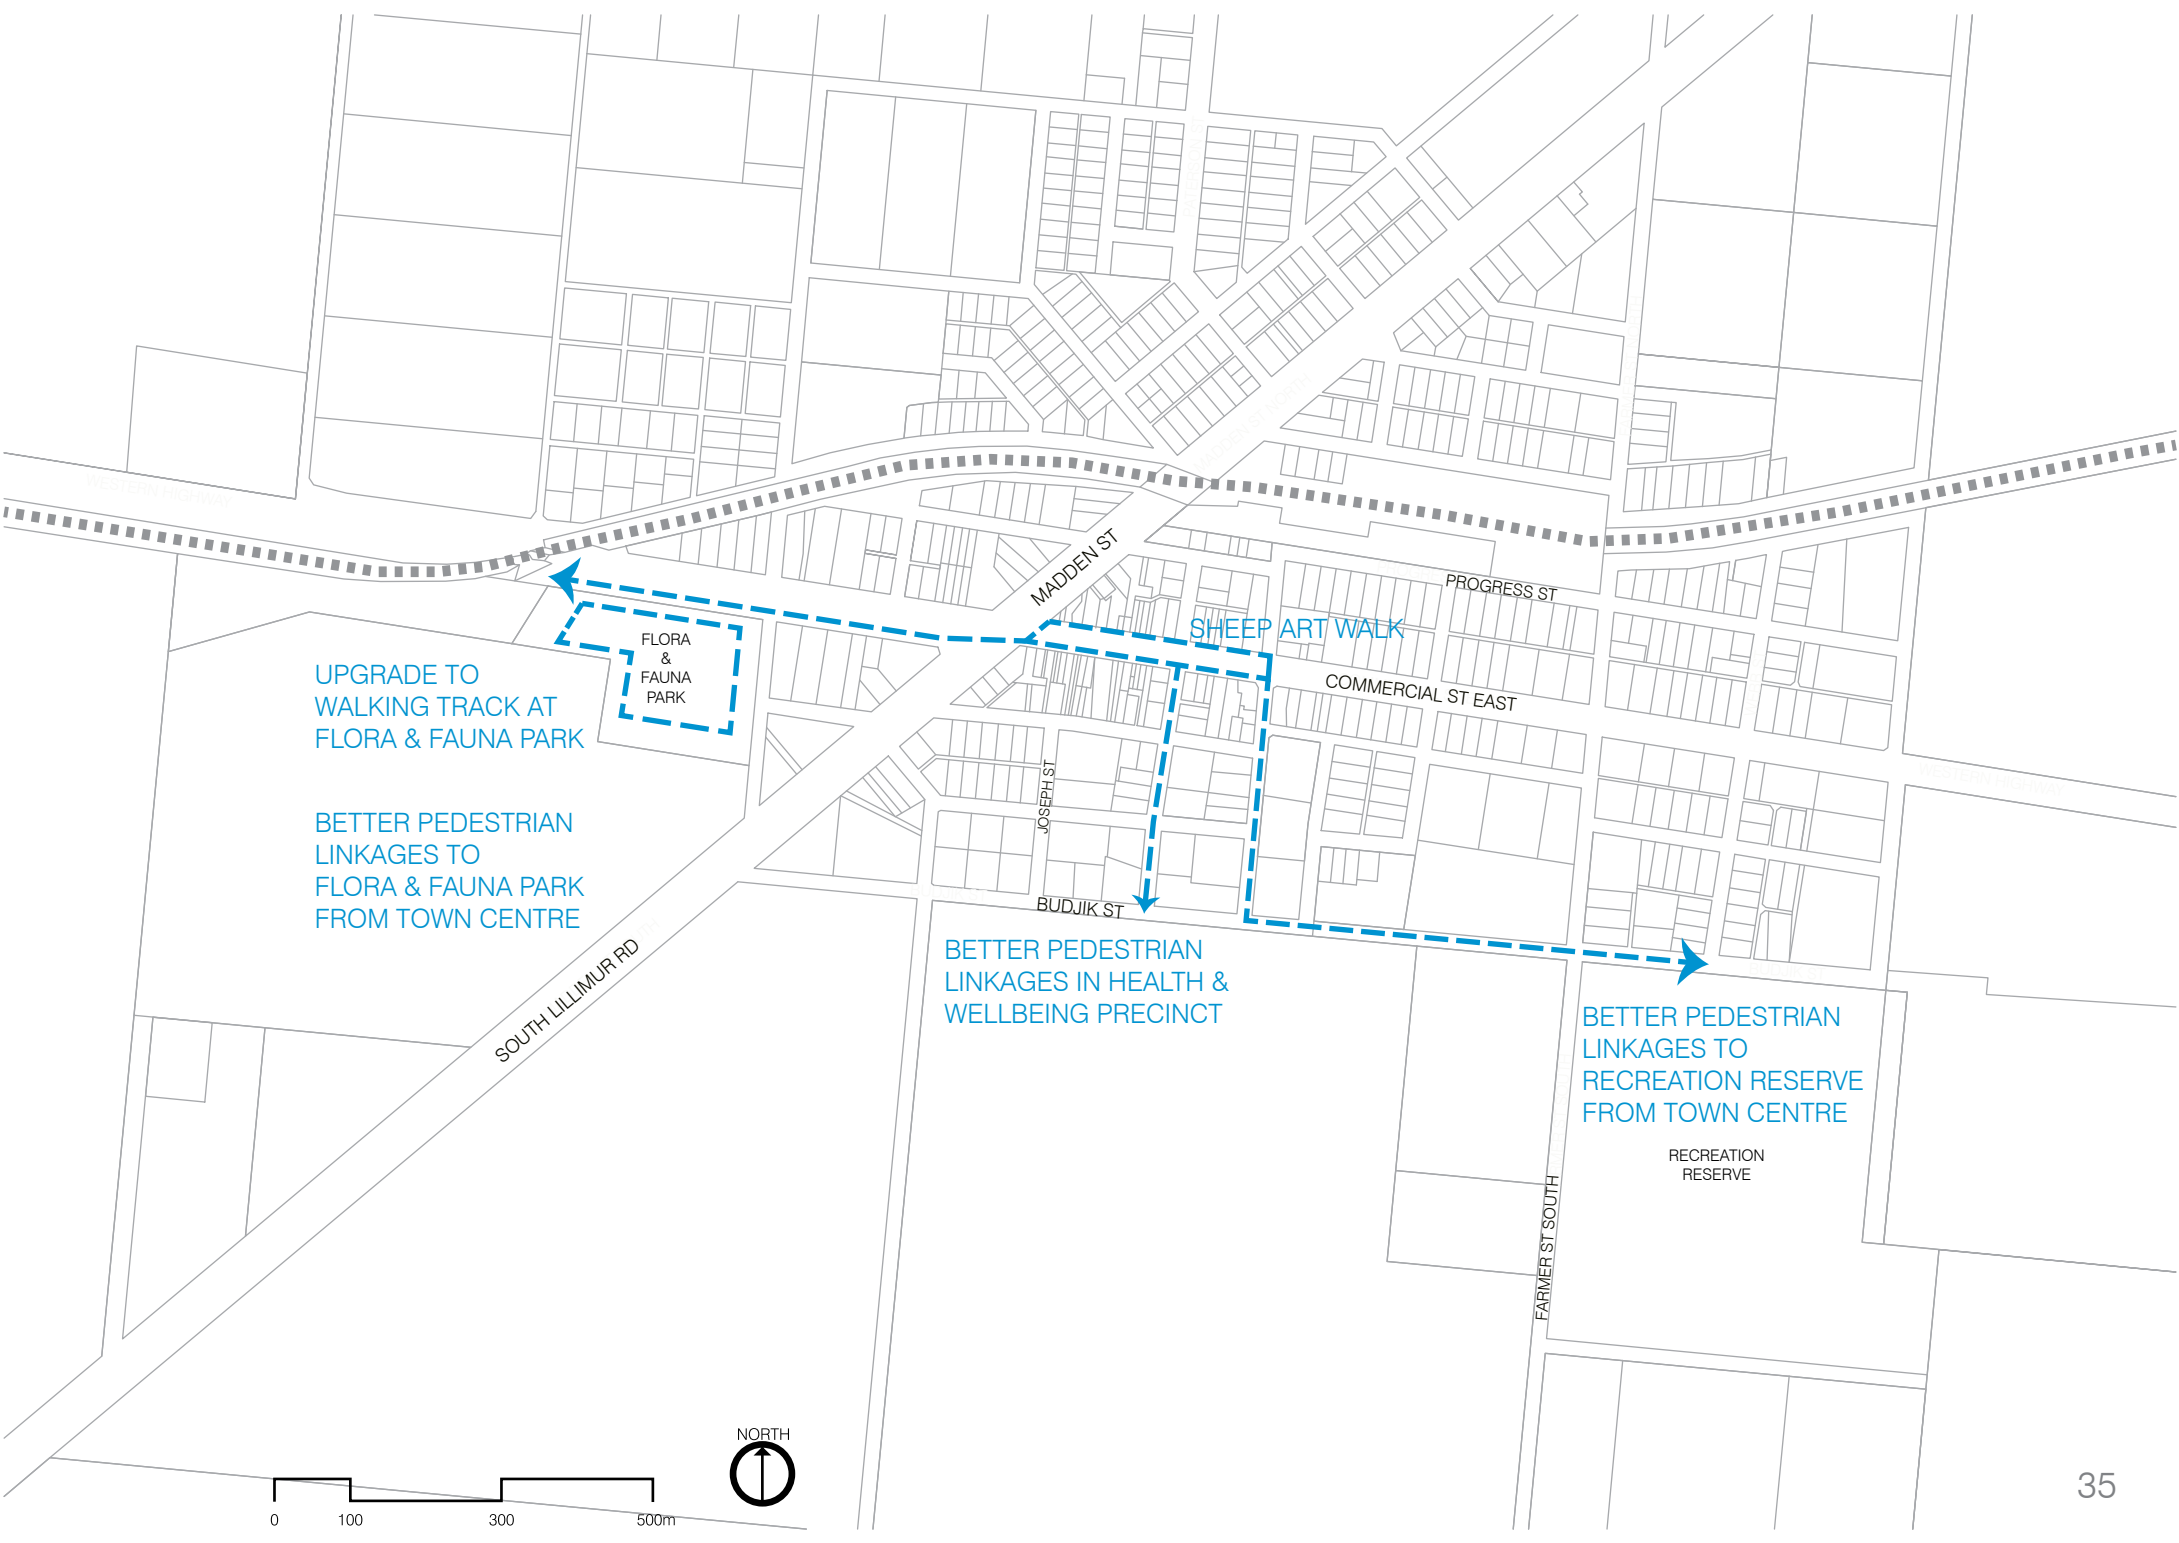 WESTERN HIGHWAY
MADDEN ST
PROGRESS ST
SHEEP ART WALK
COMMERCIAL ST EAST
FLORA
&
FAUNA
PARK
UPGRADE TO
WALKING TRACK AT
FLORA & FAUNA PARK
BETTER PEDESTRIAN
LINKAGES TO
FLORA & FAUNA PARK
FROM TOWN CENTRE
JOSEPH ST
BUDJIK ST
SOUTH LILLIMUR RD
BETTER PEDESTRIAN
LINKAGES IN HEALTH &
WELLBEING PRECINCT
BETTER PEDESTRIAN
LINKAGES TO
RECREATION RESERVE
FROM TOWN CENTRE
RECREATION
RESERVE
FARMER ST SOUTH
NORTH
0 100 300 500m
35